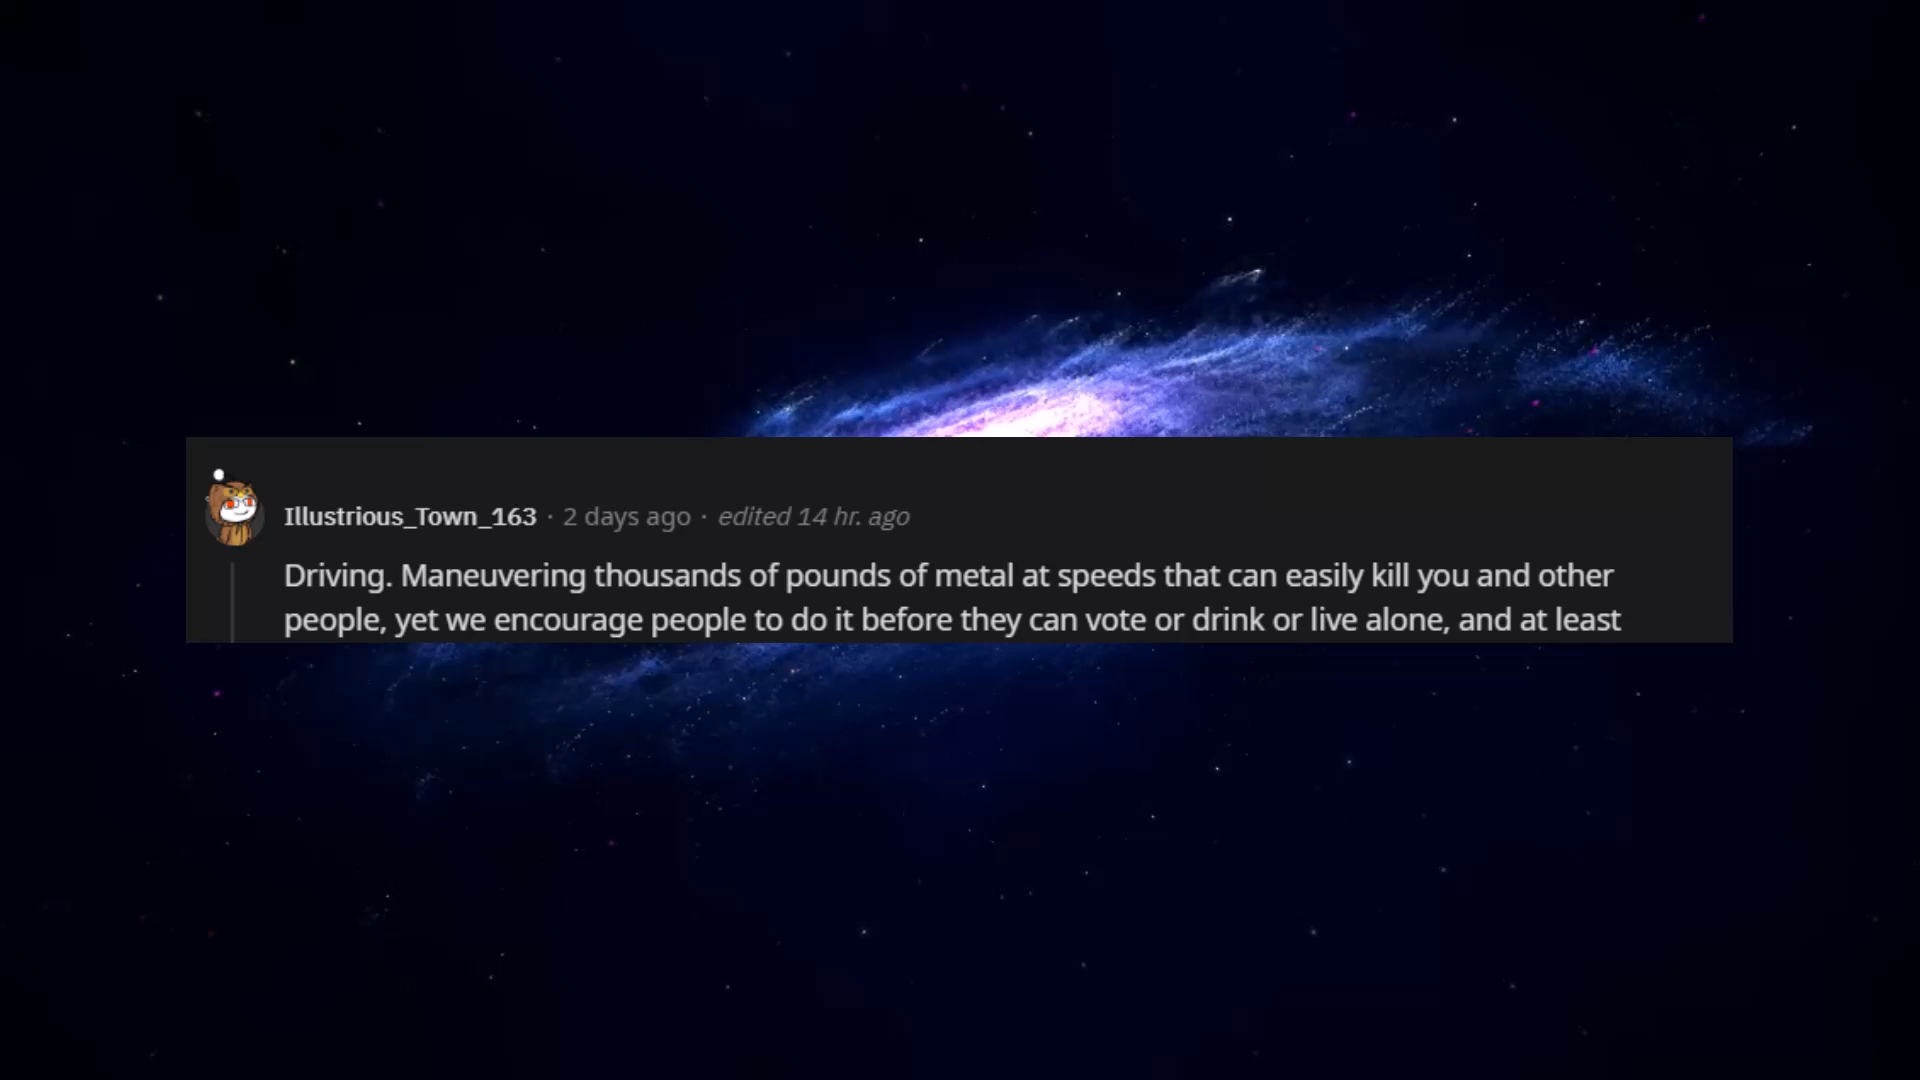 Illustrious_Town_163 · 2 days ago · edited 14 hr. ago
Driving. Maneuvering thousands of pounds of metal at speeds that can easily kill you and other
people, yet we encourage people to do it before they can vote or drink or live alone, and at least